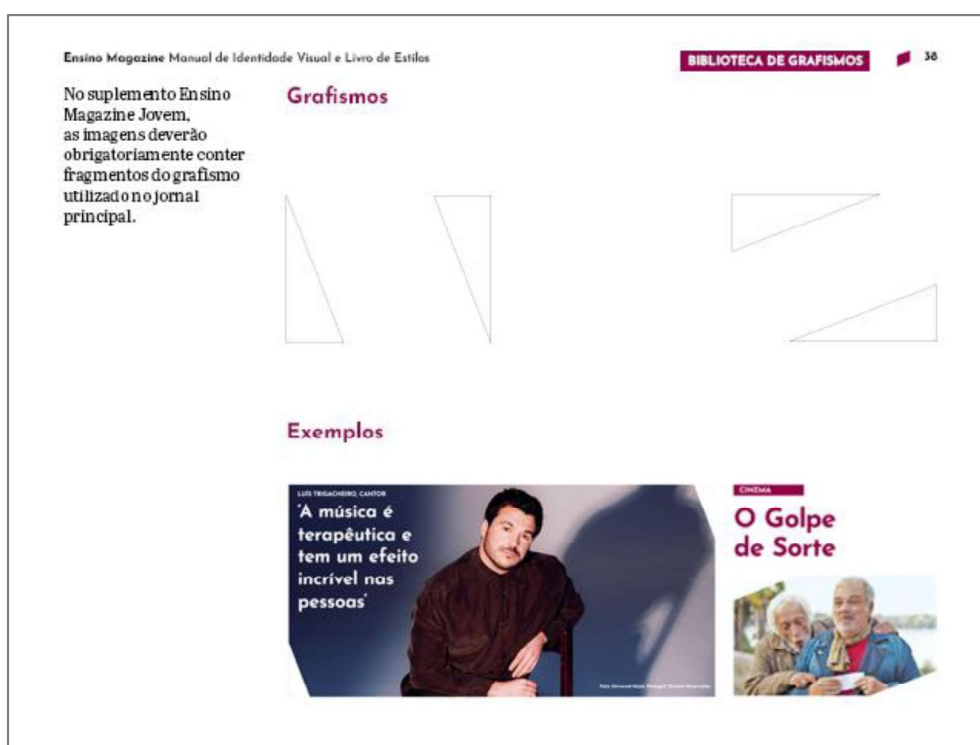 Ensino Magazine Manual de Identidade Visual e Livro de Estilos
BIBLIOTECA DE GRAFISMOS
38
No suplemento Ensino
Magazine Jovem,
as imagens deverão
obrigatoriamente conter
fragmentos do grafismo
utilizado no jornal
principal.
Grafismos
Exemplos
LUÍS TRIGACHEIRO, CANTOR
'A música é
terapêutica e
tem um efeito
incrível nas
pessoas'
CINEMA
O Golpe
de Sorte